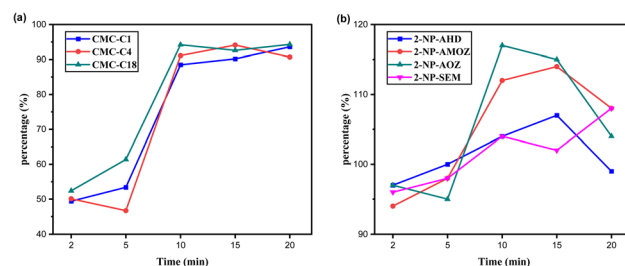 (a)
CMC-C1
CMC-C4
CMC-C18
percentage (%)
100
90
80
70
60
50
40
2
5
10
15
20
Time (min)
(b)
2-NP-AHD
2-NP-AMOZ
2-NP-AOZ
2-NP-SEM
percentage (%)
120
110
100
90
2
5
10
15
20
Time (min)